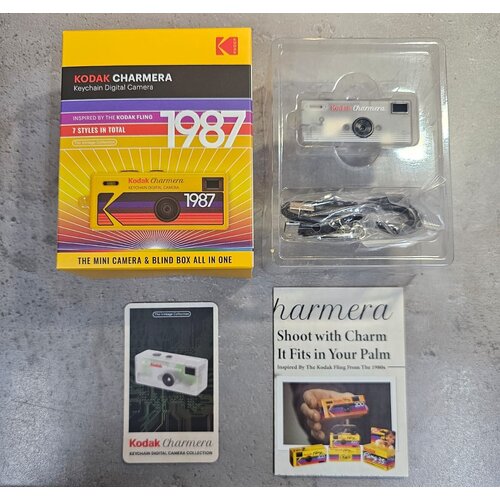 KODAK
KODAK CHARMERA
Keychain Digital Camera
INSPIRED BY THE KODAK FLING
7 STYLES IN TOTAL
1987
The Vintage Collection
Kodak Charmera
KEYCHAIN DIGITAL CAMERA
1987
THE MINI CAMERA & BLIND BOX ALL IN ONE
Kodak Charmera
The Vintage Collection
Kodak
Kodak Charmera
KEYCHAIN DIGITAL CAMERA COLLECTION
harmera
Shoot with Charm
It Fits in Your Palm
Inspired By The Kodak Fling From The 1980s